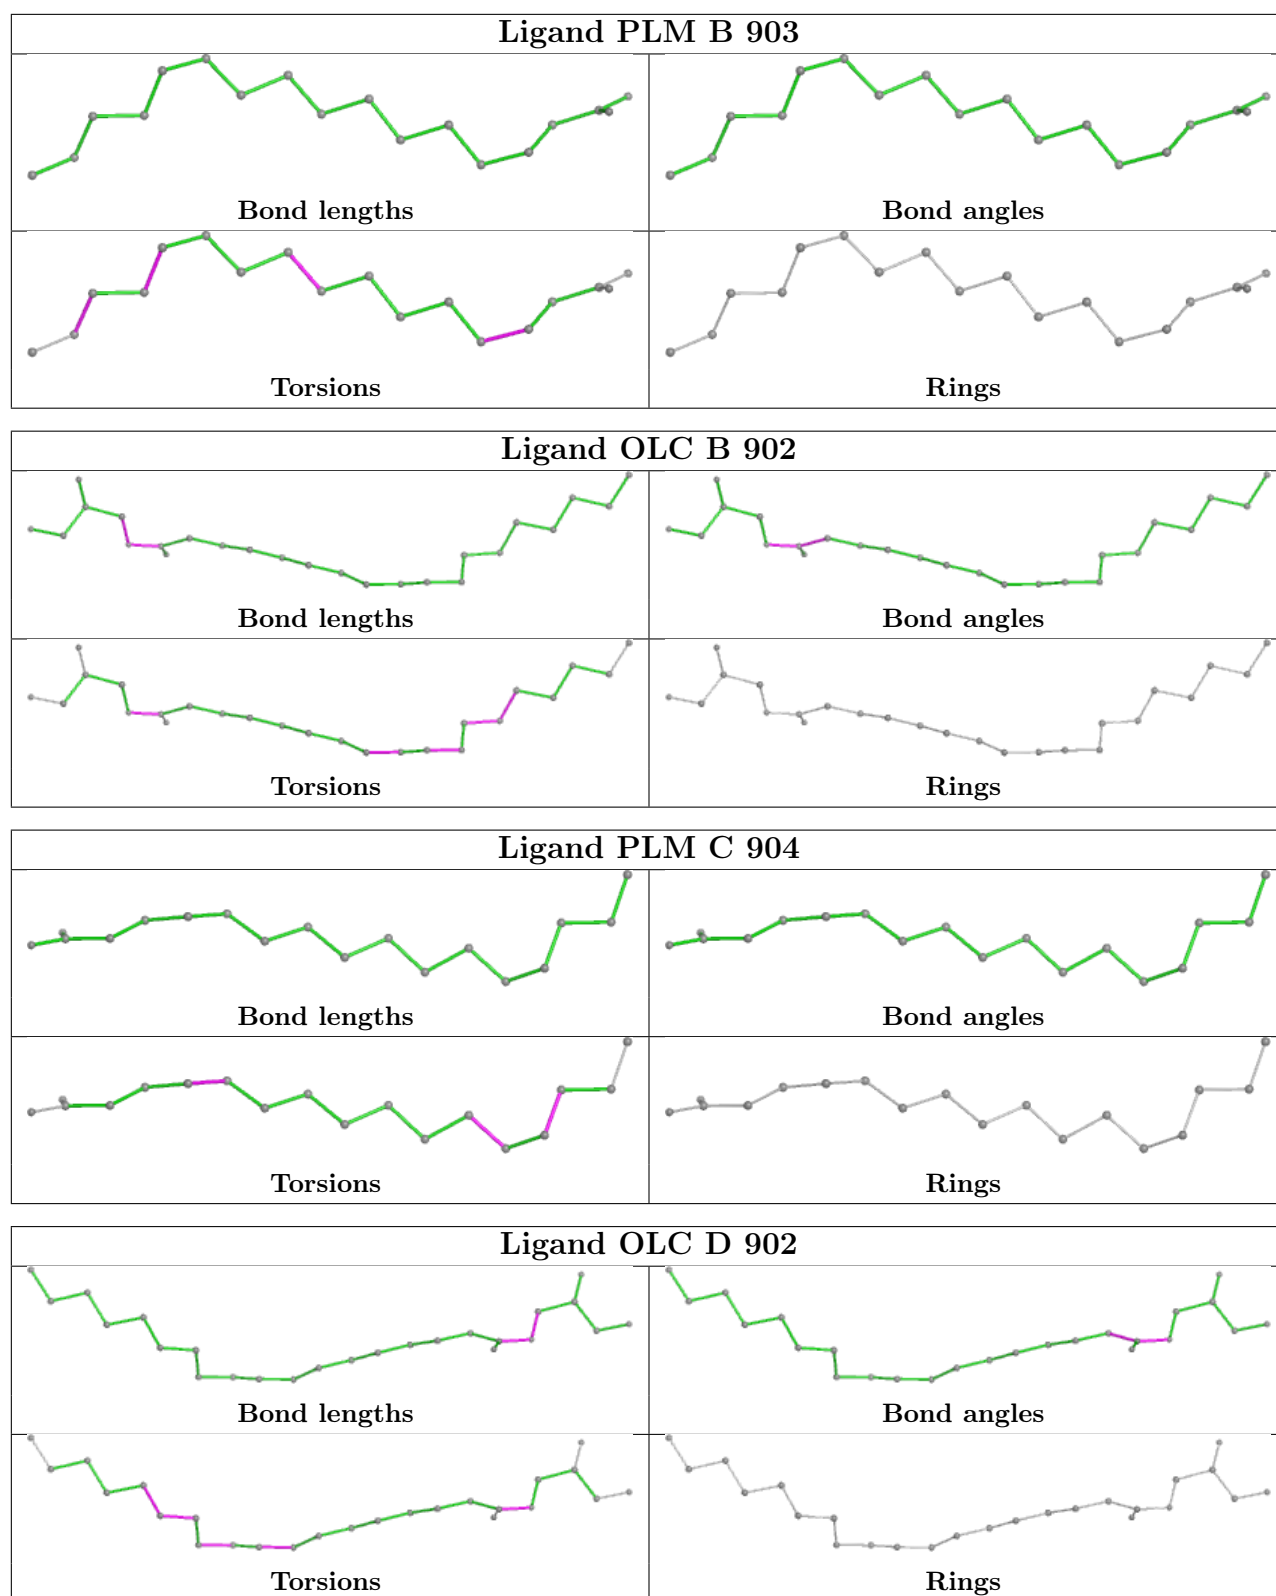 Ligand PLM B 903
Bond lengths
Bond angles
Torsions
Rings
Ligand OLC B 902
Bond lengths
Bond angles
Torsions
Rings
Ligand PLM C 904
Bond lengths
Bond angles
Torsions
Rings
Ligand OLC D 902
Bond lengths
Bond angles
Torsions
Rings